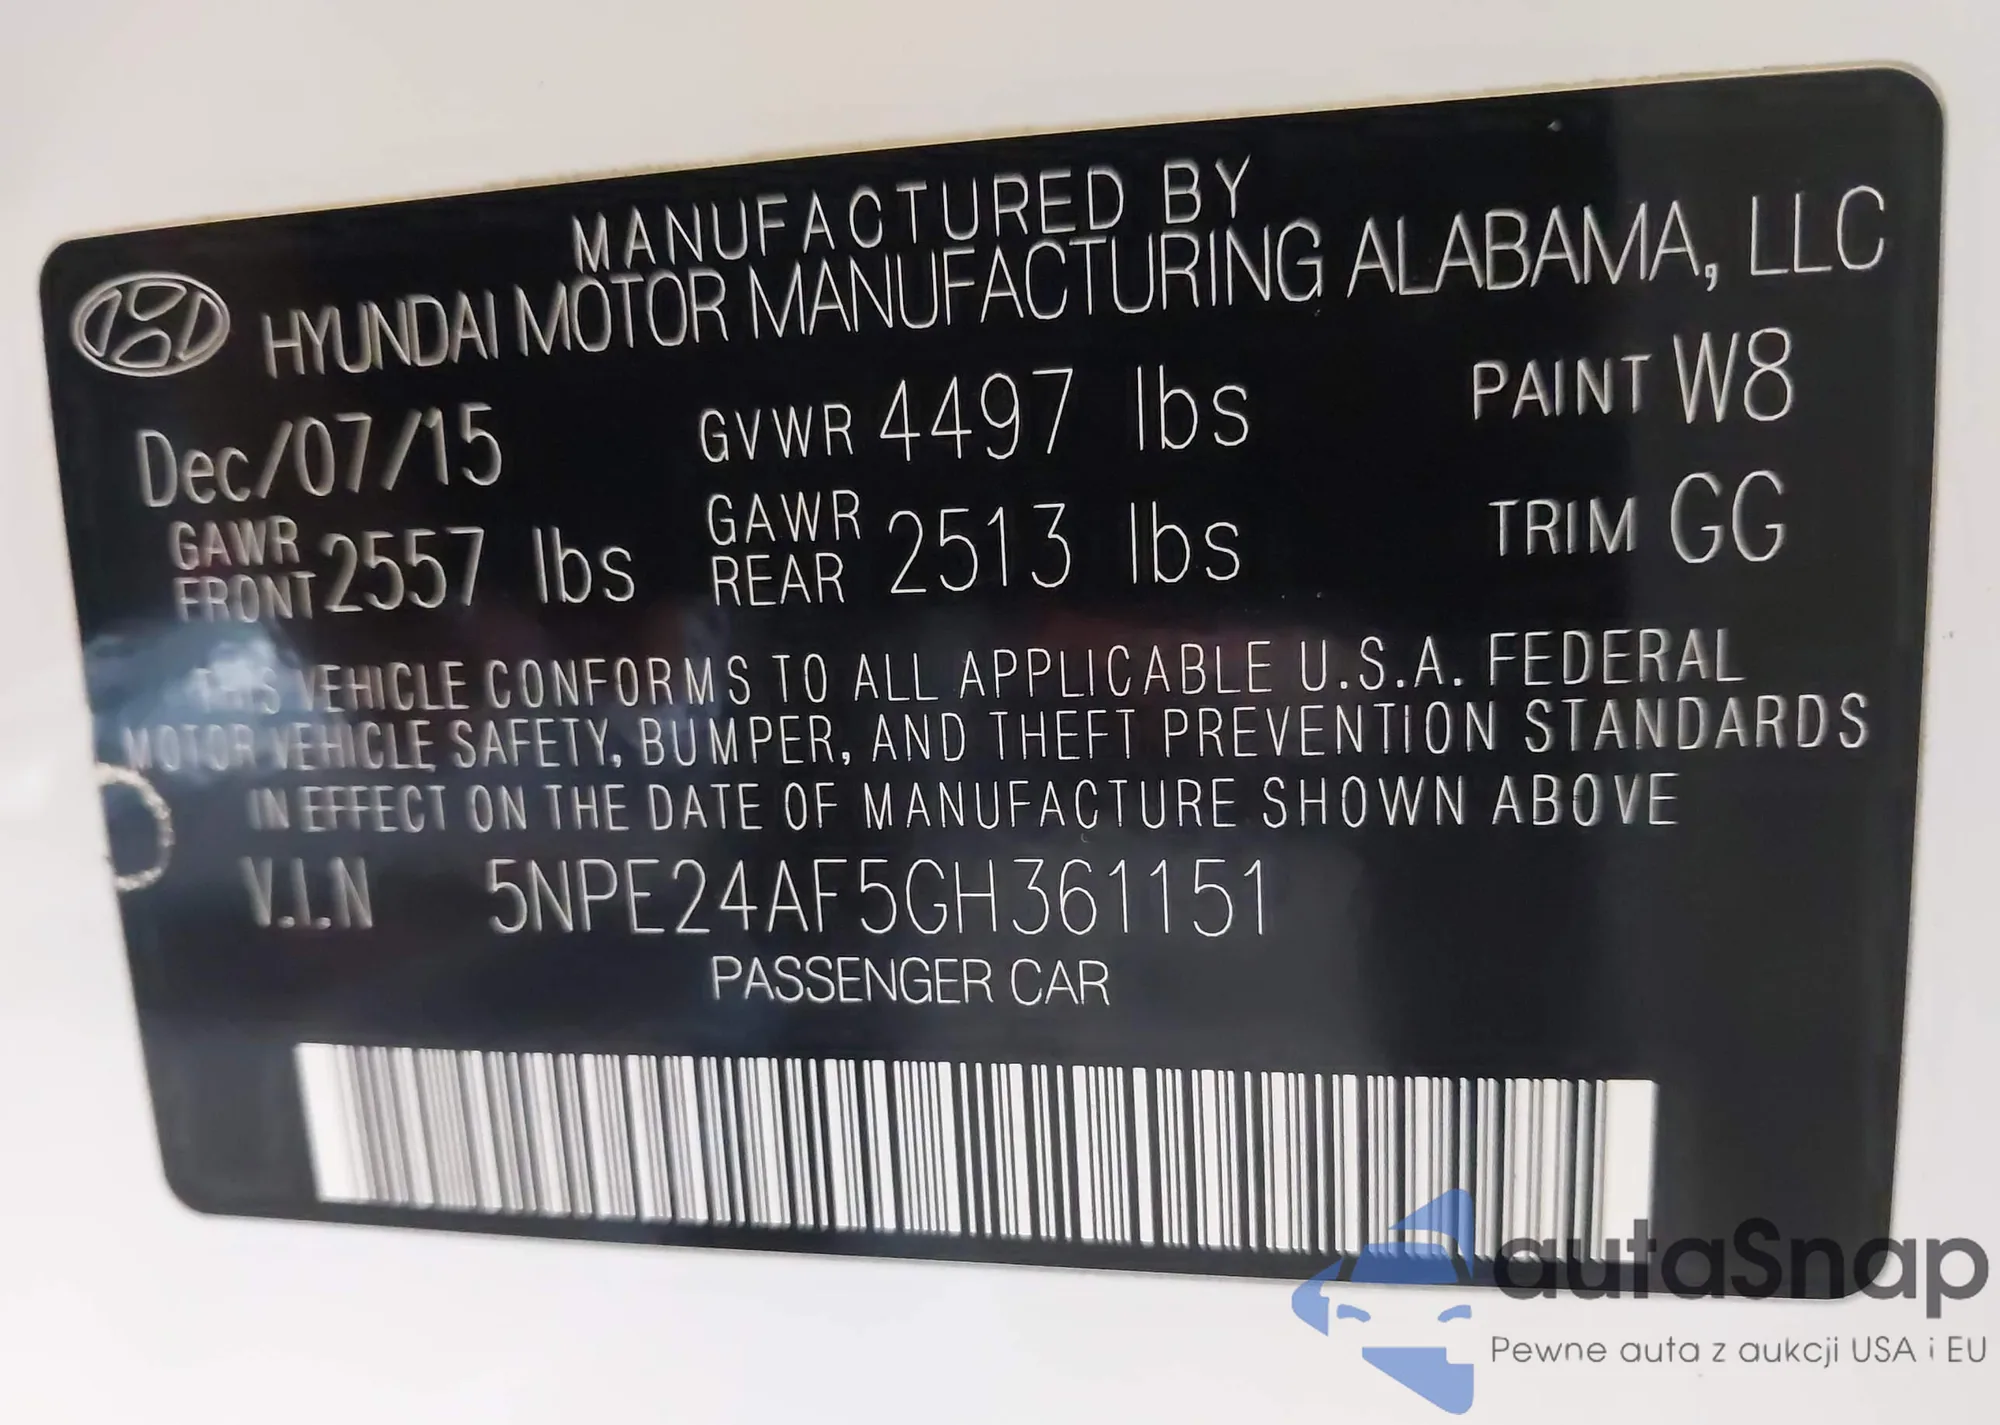 MANUFACTURED BY
HYUNDAI MOTOR MANUFACTURING ALABAMA, LLC
Dec/07/15 GVWR 4497 lbs PAINT W8
GAWR FRONT 2557 lbs GAWR REAR 2513 lbs TRIM GG
THIS VEHICLE CONFORMS TO ALL APPLICABLE U.S.A. FEDERAL
MOTOR VEHICLE SAFETY, BUMPER, AND THEFT PREVENTION STANDARDS
IN EFFECT ON THE DATE OF MANUFACTURE SHOWN ABOVE
V.I.N 5NPE24AF5GH361151
PASSENGER CAR
autaSnap
Pewne auta z aukcji USA i EU